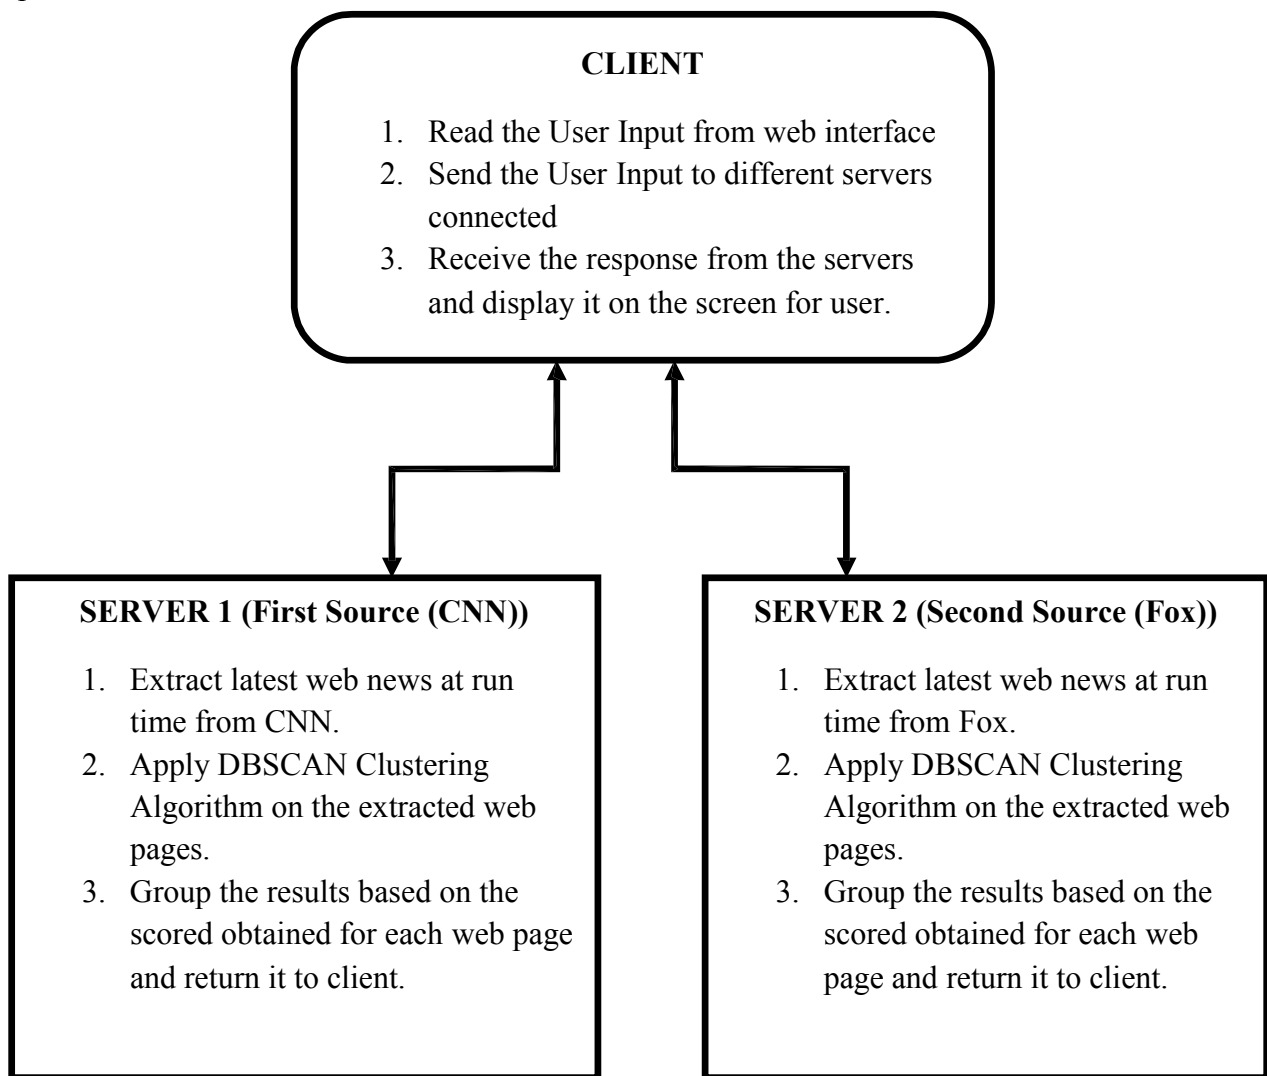 CLIENT
1. Read the User Input from web interface
2. Send the User Input to different servers
connected
3. Receive the response from the servers
and display it on the screen for user.
SERVER 1 (First Source (CNN))
1. Extract latest web news at run
time from CNN.
2. Apply DBSCAN Clustering
Algorithm on the extracted web
pages.
3. Group the results based on the
scored obtained for each web page
and return it to client.
SERVER 2 (Second Source (Fox))
1. Extract latest web news at run
time from Fox.
2. Apply DBSCAN Clustering
Algorithm on the extracted web
pages.
3. Group the results based on the
scored obtained for each web
page and return it to client.